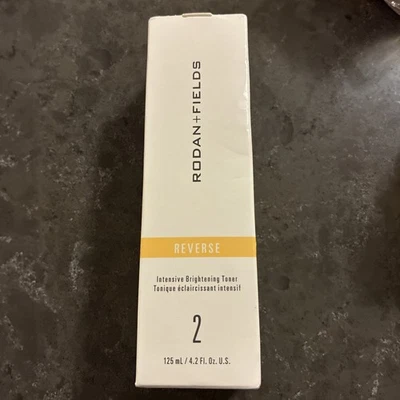 RODAN+FIELDS
REVERSE
Intensive Brightening Toner
Tonique éclaircissant intensif
2
125 mL / 4.2 Fl. Oz. U.S.